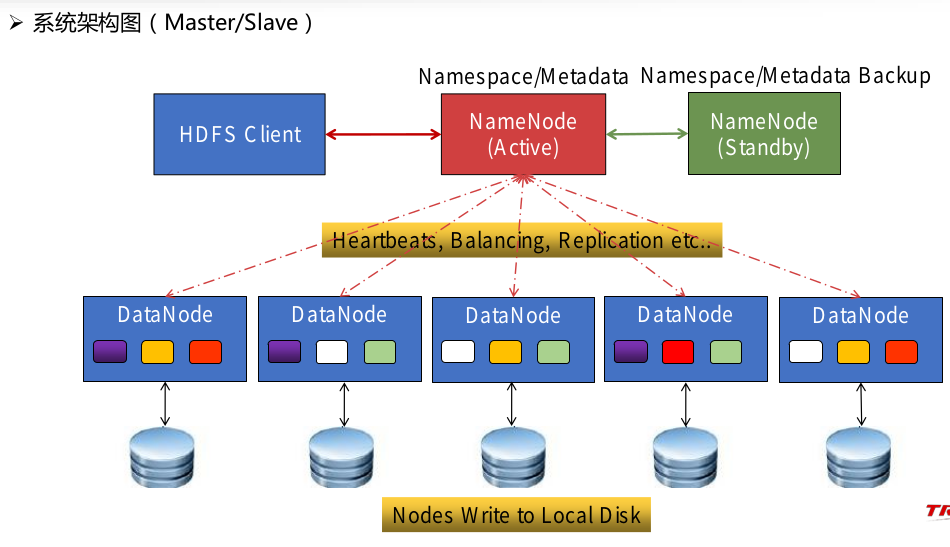 ➢ 系统架构图（Master/Slave）
Namespace/Metadata Namespace/Metadata Backup
HDFS Client
NameNode
(Active)
NameNode
(Standby)
Heartbeats, Balancing, Replication etc..
DataNode
DataNode
DataNode
DataNode
DataNode
Nodes Write to Local Disk